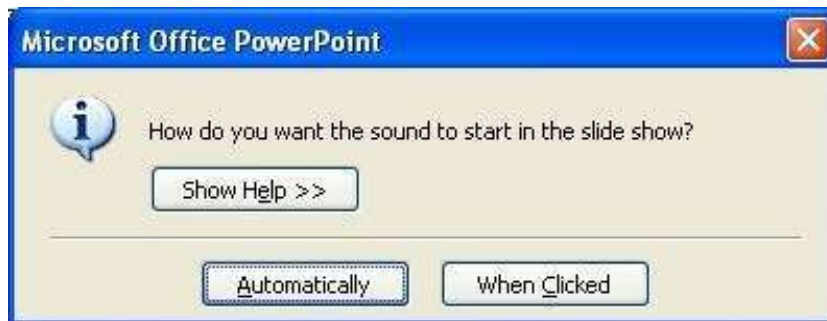 Microsoft Office PowerPoint
How do you want the sound to start in the slide show?
Show Help >>
Automatically When Clicked